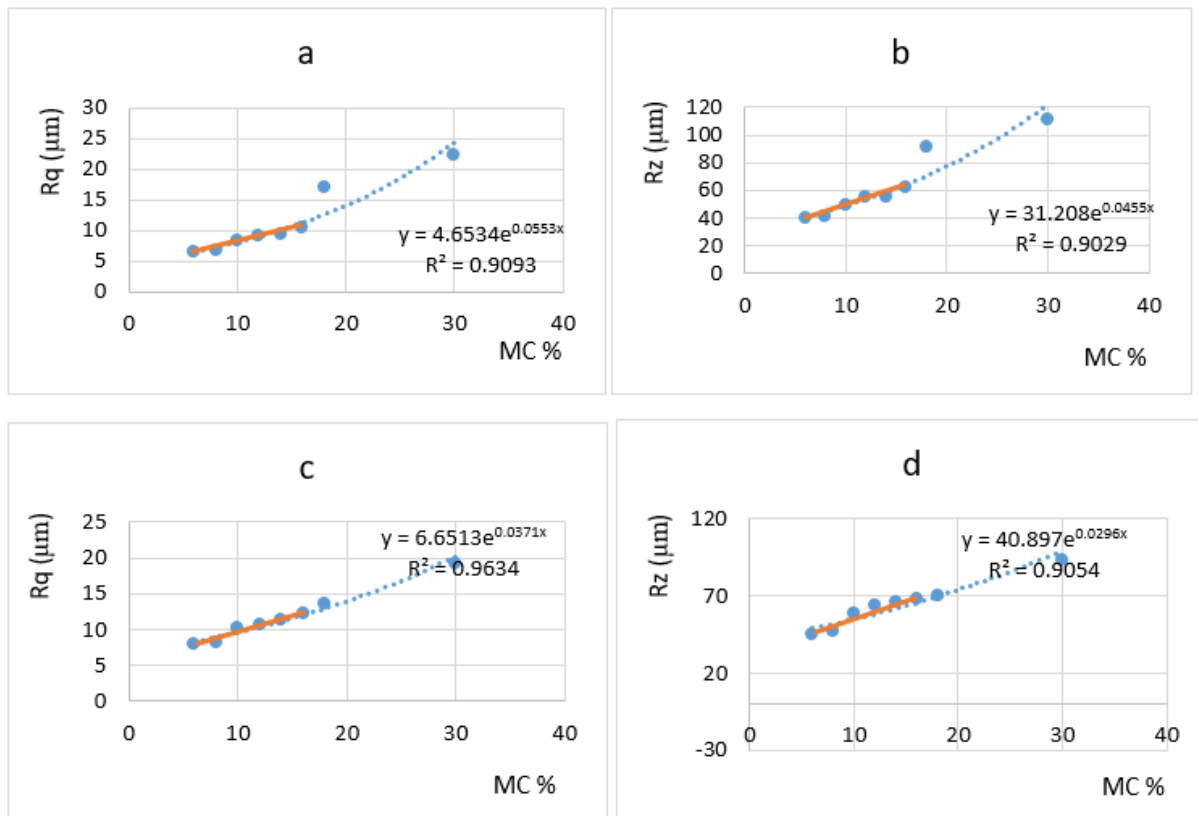 a
Rq (μm)
30
25
20
15
10
5
0
y = 4.6534e^0.0553x
R² = 0.9093
0 10 20 30 40
MC %
b
Rz (μm)
120
100
80
60
40
20
0
y = 31.208e^0.0455x
R² = 0.9029
0 10 20 30 40
MC %
c
Rq (μm)
25
20
15
10
5
0
y = 6.6513e^0.0371x
R² = 0.9634
0 10 20 30 40
MC %
d
Rz (μm)
120
70
20
-30
y = 40.897e^0.0296x
R² = 0.9054
0 10 20 30 40
MC %